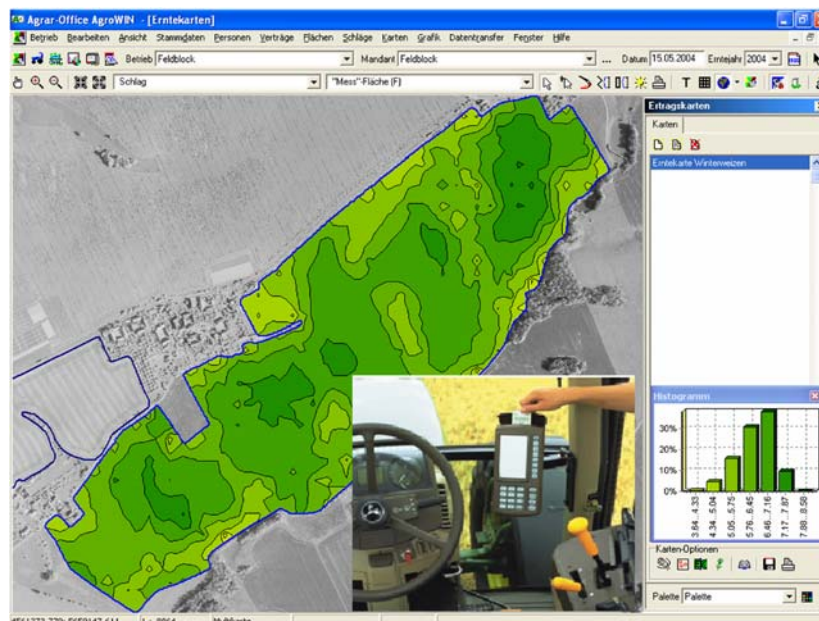 Agrar-Office AgroWIN - [Erntekarten]
Betrieb Bearbeiten Ansicht Stammdaten Personen Verträge Flächen Schläge Karten Grafik Datentransfer Fenster Hilfe
Betrieb Feldblock Mandant Feldblock ... Datum 15.05.2004 Erntejahr 2004
Schlag "Mess"-Fläche (F) T
Ertragskarten
Karten
Erntekarte Winterweizen
Histogramm
30%
20%
10%
0%
3.64...4.33
4.34...5.04
5.05...5.75
5.76...6.45
6.46...7.16
7.17...7.87
7.88...8.58
Karten-Optionen
Palette Palette